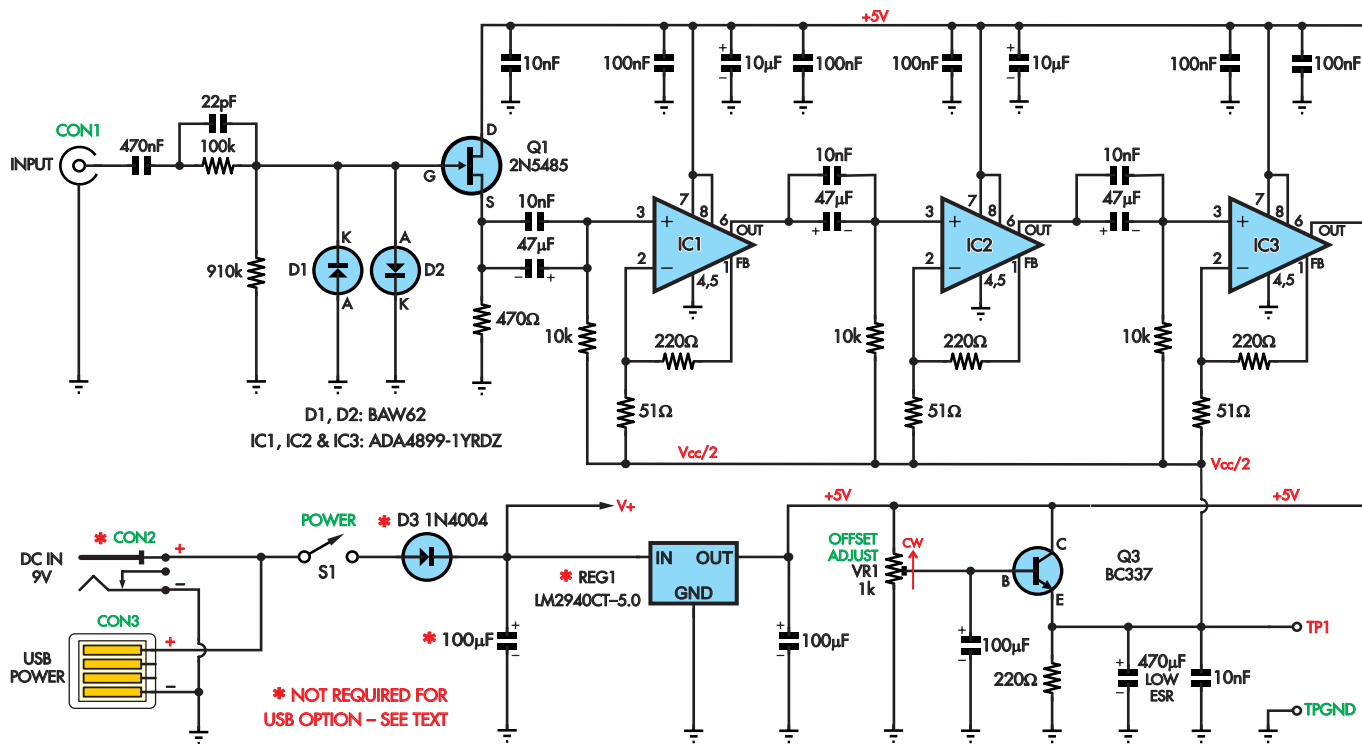 +5V
10nF
100nF
+
10µF
−
100nF
100nF
+
10µF
−
100nF
100nF
22pF
CON1
470nF
100k
INPUT
D
Q1
2N5485
G
S
10nF
47µF
−
+
910k
K
D1
A
A
D2
K
470Ω
10k
3
+
7
8
6
OUT
IC1
2
−
1
FB
4,5
220Ω
51Ω
10nF
47µF
+
−
10k
3
+
7
8
6
OUT
IC2
2
−
1
FB
4,5
220Ω
51Ω
10nF
47µF
+
−
10k
3
+
7
8
6
OUT
IC3
2
−
1
FB
4,5
220Ω
51Ω
D1, D2: BAW62
IC1, IC2 & IC3: ADA4899-1YRDZ
Vcc/2
Vcc/2
* CON2
DC IN
9V
+
−
POWER
S1
* D3 1N4004
V+
* REG1
LM2940CT–5.0
IN
OUT
GND
* 100µF
+
−
+5V
+
100µF
−
OFFSET
ADJUST
VR1
1k
CW
+
100µF
−
B
C
E
Q3
BC337
+5V
220Ω
+
470µF
LOW
ESR
−
10nF
TP1
TPGND
CON3
USB
POWER
+
−
* NOT REQUIRED FOR
USB OPTION – SEE TEXT